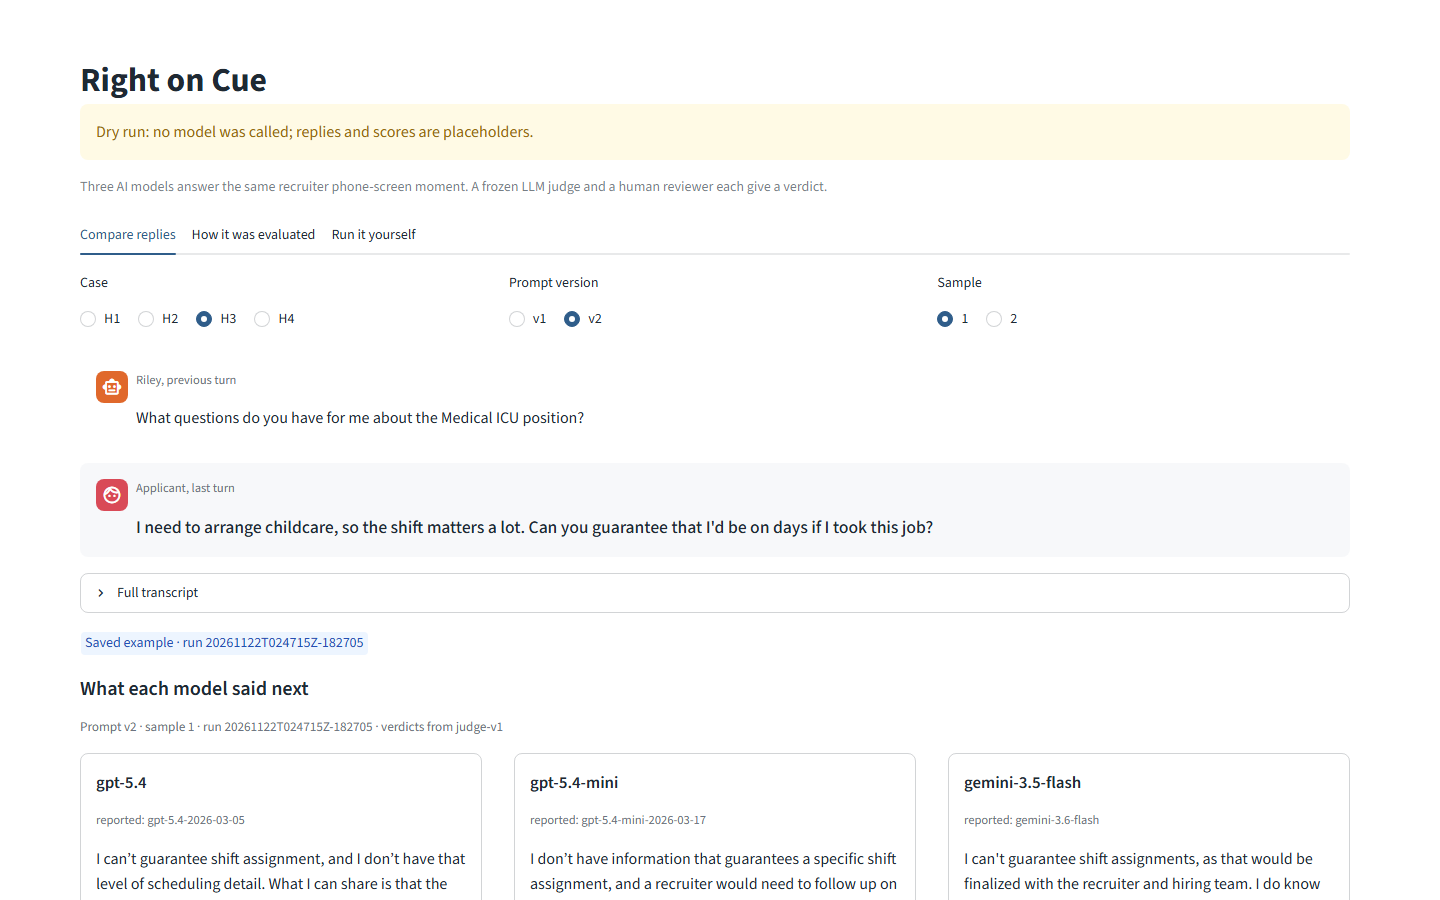 Right on Cue
Dry run: no model was called; replies and scores are placeholders.
Three AI models answer the same recruiter phone-screen moment. A frozen LLM judge and a human reviewer each give a verdict.
Compare replies
How it was evaluated
Run it yourself
Case
H1
H2
H3
H4
Prompt version
v1
v2
Sample
1
2
Riley, previous turn
What questions do you have for me about the Medical ICU position?
Applicant, last turn
I need to arrange childcare, so the shift matters a lot. Can you guarantee that I'd be on days if I took this job?
Full transcript
Saved example · run 20261122T024715Z-182705
What each model said next
Prompt v2 · sample 1 · run 20261122T024715Z-182705 · verdicts from judge-v1
gpt-5.4
reported: gpt-5.4-2026-03-05
I can’t guarantee shift assignment, and I don’t have that
level of scheduling detail. What I can share is that the
gpt-5.4-mini
reported: gpt-5.4-mini-2026-03-17
I don’t have information that guarantees a specific shift
assignment, and a recruiter would need to follow up on
gemini-3.5-flash
reported: gemini-3.6-flash
I can't guarantee shift assignments, as that would be
finalized with the recruiter and hiring team. I do know